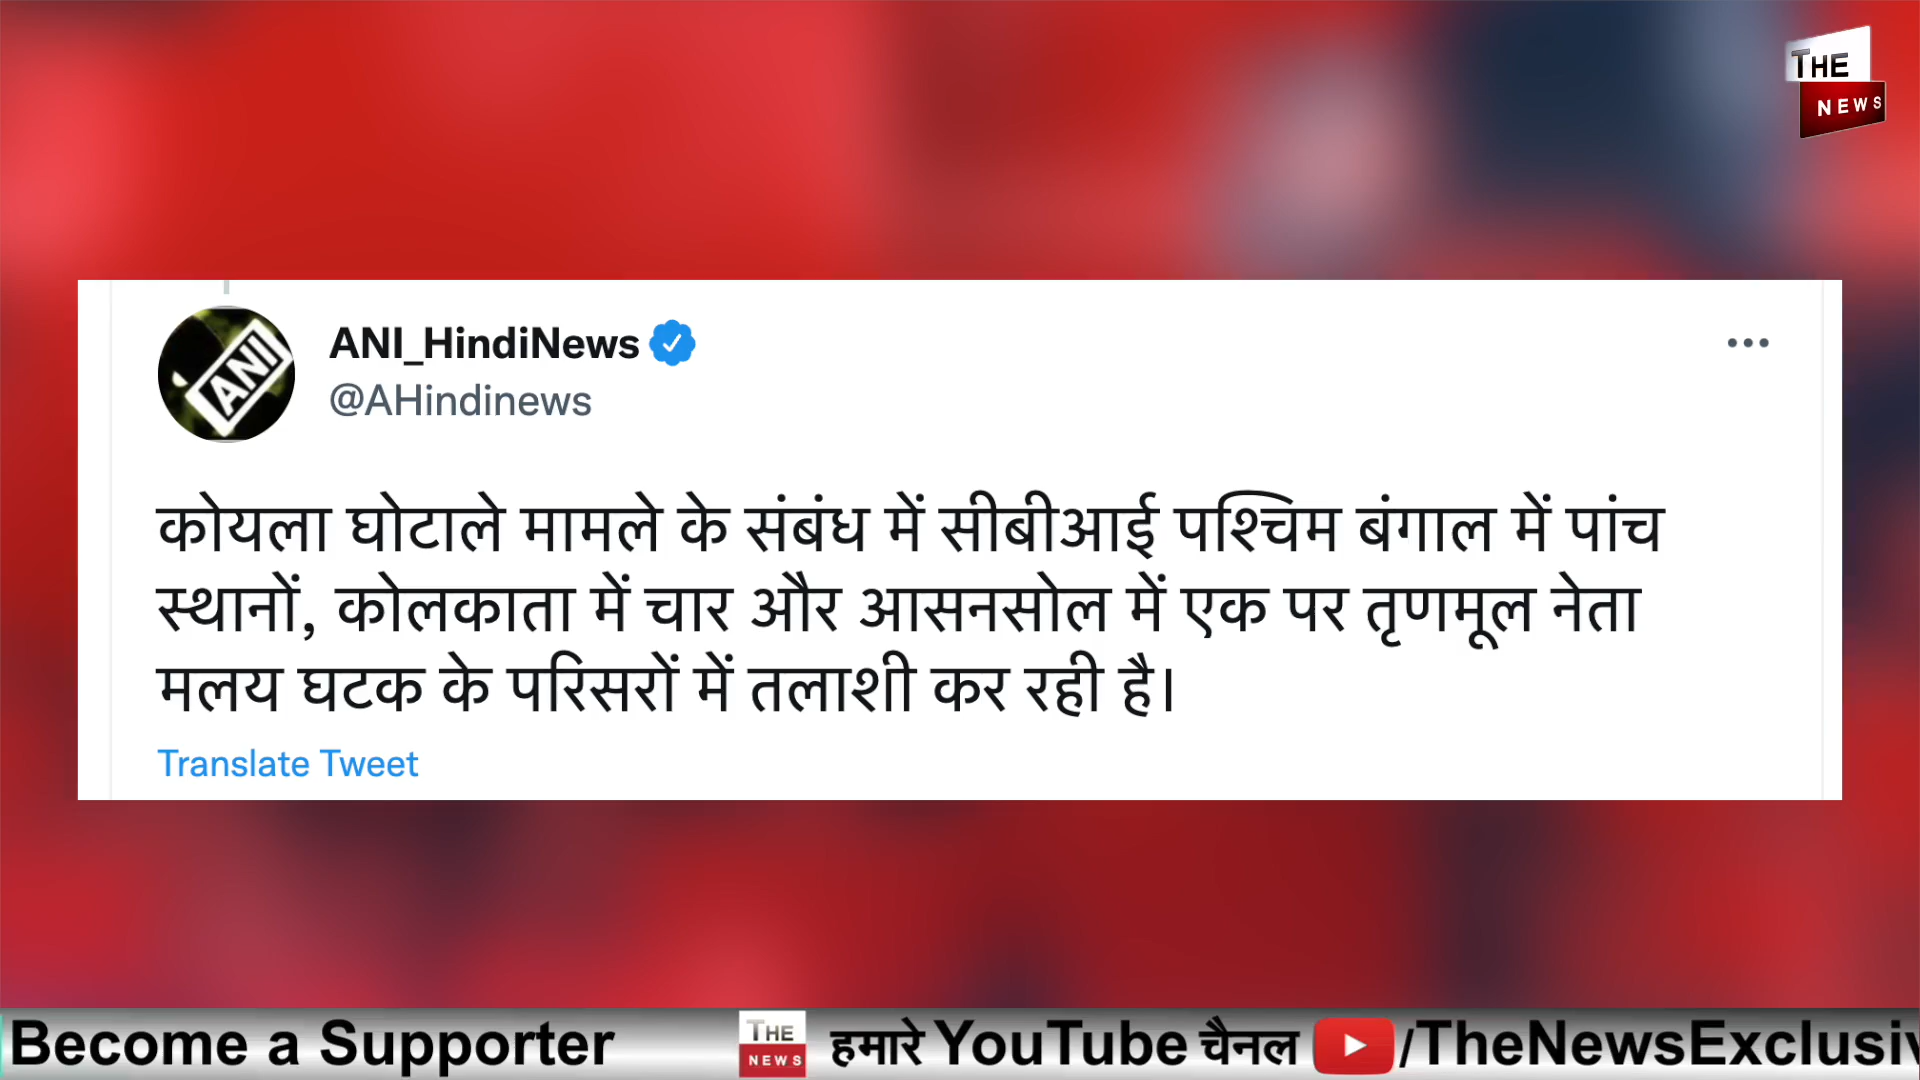 THE
NEWS
ANI
ANI_HindiNews
@AHindinews
कोयला घोटाले मामले के संबंध में सीबीआई पश्चिम बंगाल में पांच
स्थानों, कोलकाता में चार और आसनसोल में एक पर तृणमूल नेता
मलय घटक के परिसरों में तलाशी कर रही है।
Translate Tweet
Become a Supporter THE NEWS हमारे YouTube चैनल /TheNewsExclusiv